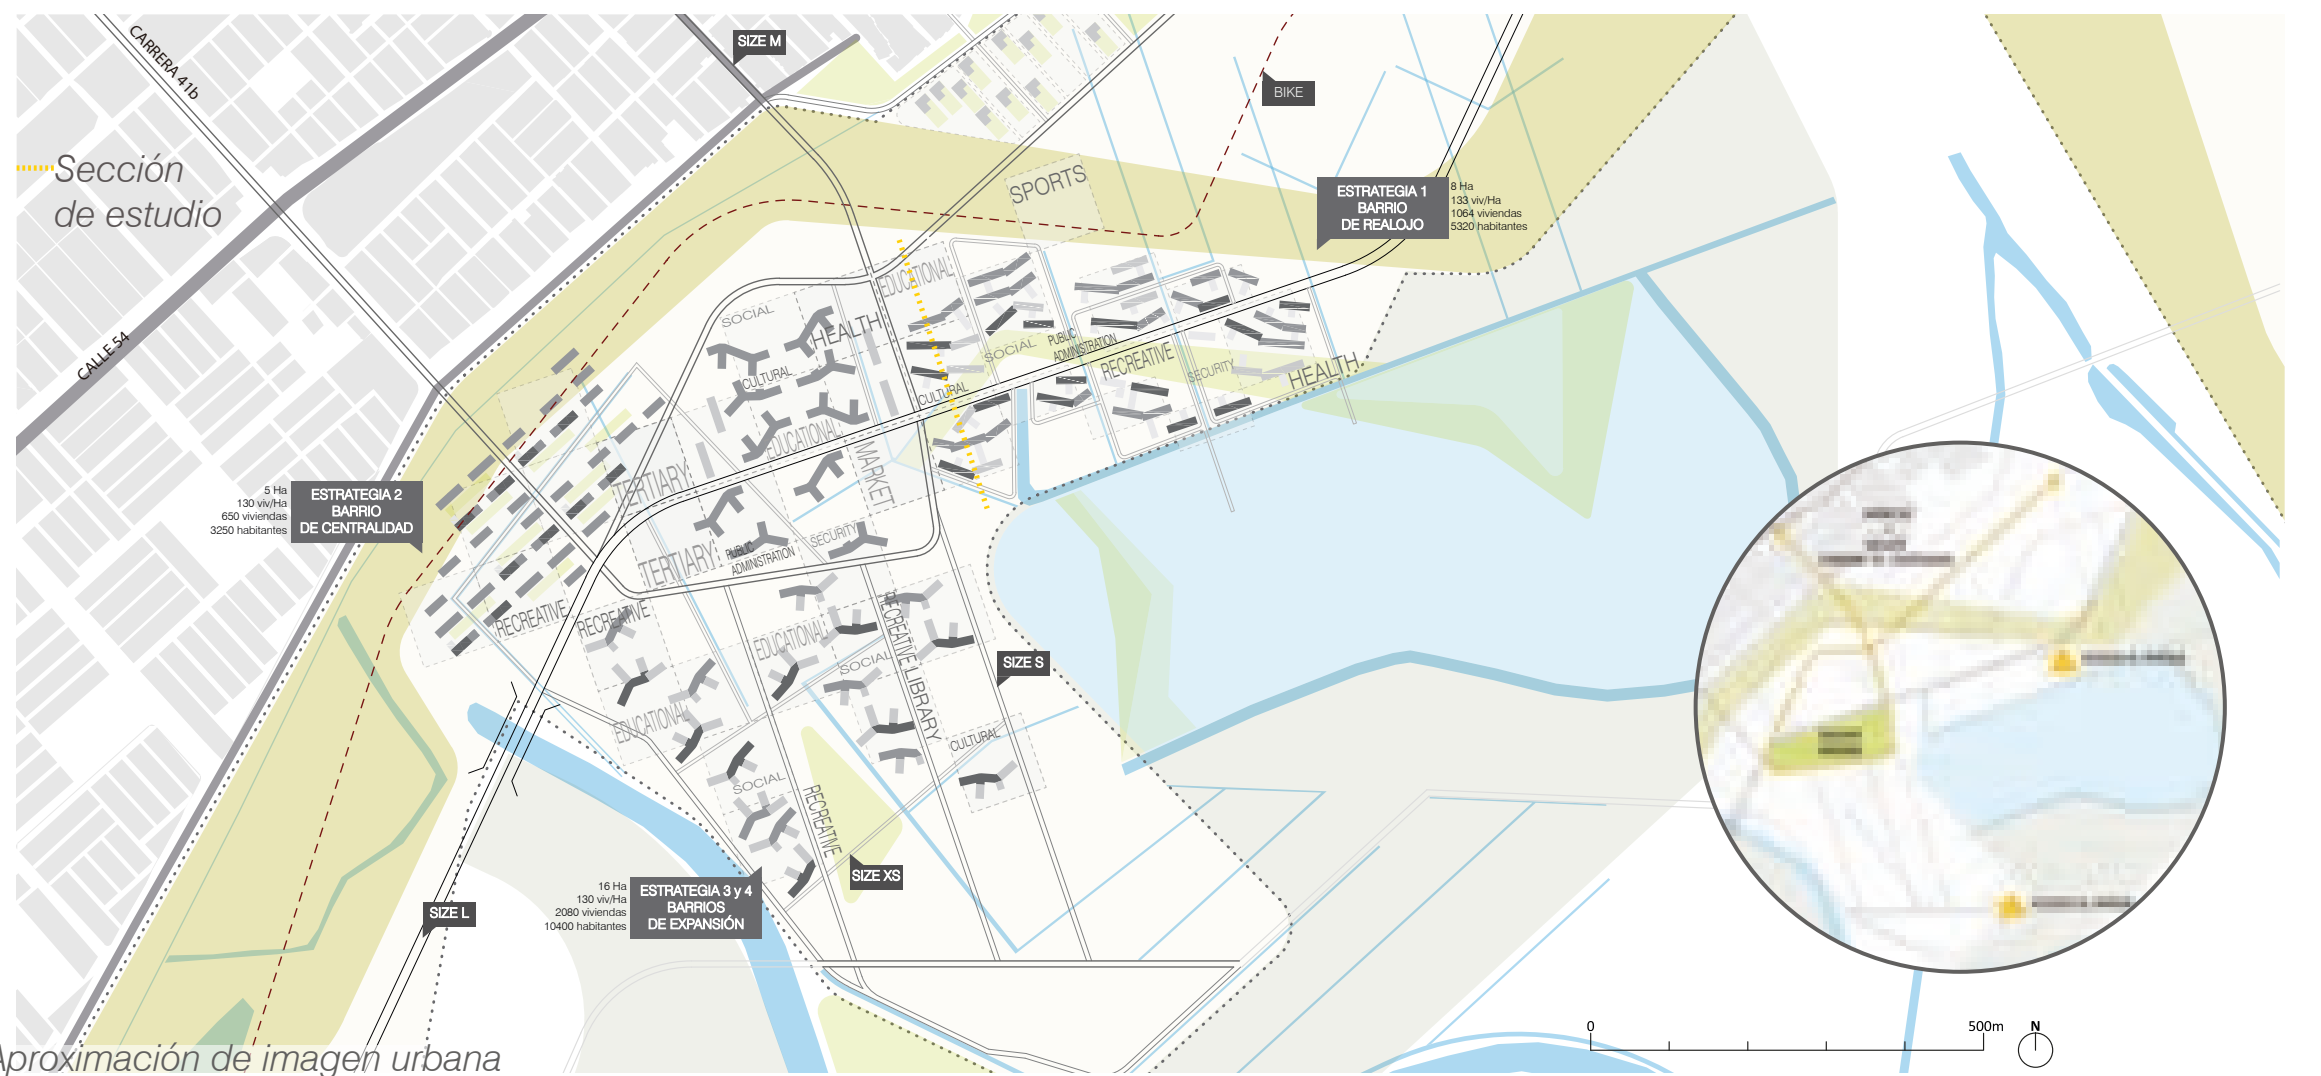 CARRERA 41b
SIZE M
BIKE
Sección
de estudio
SPORTS
ESTRATEGIA 1
BARRIO
DE REALOJO
8 Ha
133 viv/Ha
1064 viviendas
5320 habitantes
CALLE 54
EDUCATIONAL
SOCIAL
HEALTH
SOCIAL
PUBLIC
ADMINISTRATION
RECREATIVE
SECURITY
HEALTH
CULTURAL
CULTURAL
EDUCATIONAL
MARKET
TERTIARY
5 Ha
130 viv/Ha
650 viviendas
3250 habitantes
ESTRATEGIA 2
BARRIO
DE CENTRALIDAD
TERTIARY
PUBLIC
ADMINISTRATION
SECURITY
RECREATIVE
RECREATIVE
EDUCATIONAL
RECREATIVE LIBRARY
SOCIAL
SIZE S
EDUCATIONAL
CULTURAL
SOCIAL
RECREATIVE
SIZE XS
16 Ha
130 viv/Ha
2080 viviendas
10400 habitantes
ESTRATEGIA 3 y 4
BARRIOS
DE EXPANSIÓN
SIZE L
0
500m
N
Aproximación de imagen urbana